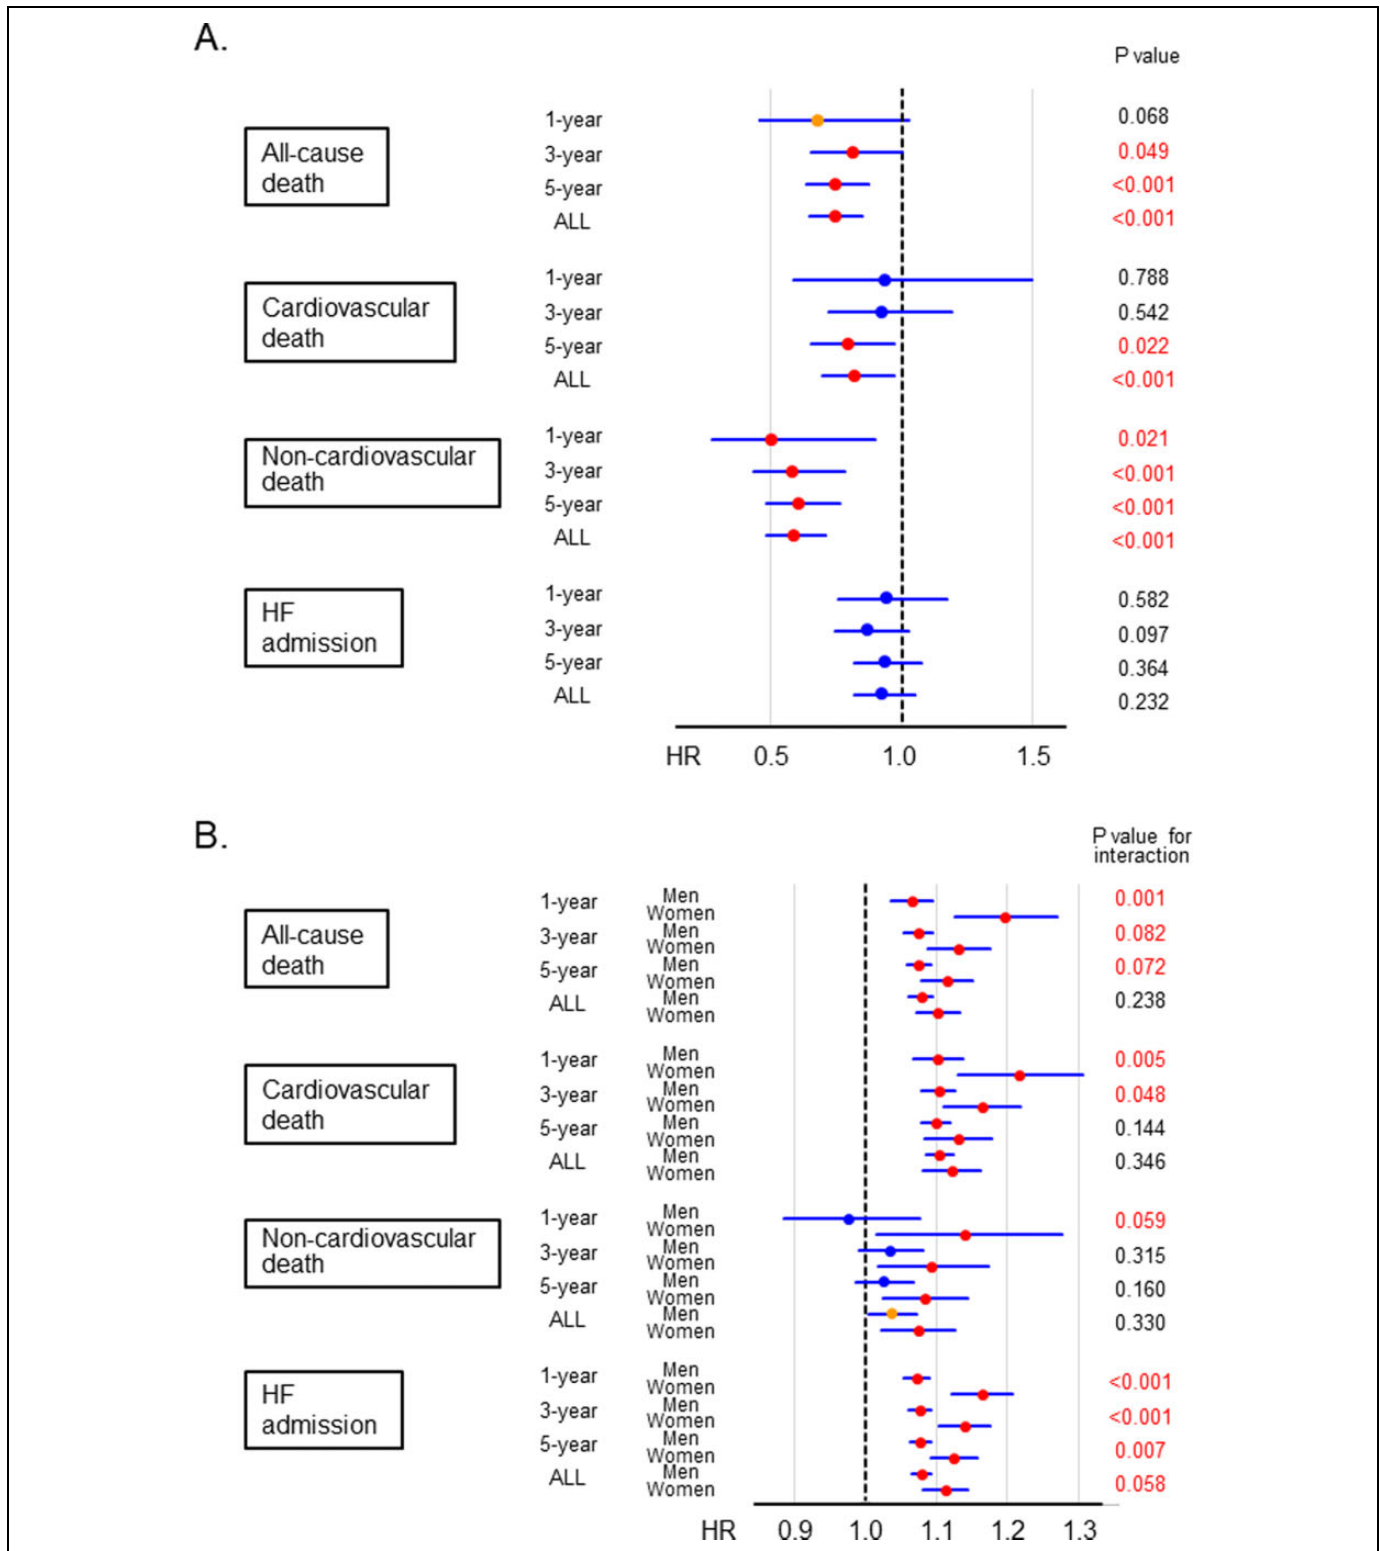 A.
P value
All-cause
death
1-year 0.068
3-year 0.049
5-year <0.001
ALL <0.001
Cardiovascular
death
1-year 0.788
3-year 0.542
5-year 0.022
ALL <0.001
Non-cardiovascular
death
1-year 0.021
3-year <0.001
5-year <0.001
ALL <0.001
HF
admission
1-year 0.582
3-year 0.097
5-year 0.364
ALL 0.232
HR 0.5 1.0 1.5
B.
P value for
interaction
All-cause
death
1-year Men 0.001
Women
3-year Men 0.082
Women
5-year Men 0.072
Women
ALL Men 0.238
Women
Cardiovascular
death
1-year Men 0.005
Women
3-year Men 0.048
Women
5-year Men 0.144
Women
ALL Men 0.346
Women
Non-cardiovascular
death
1-year Men 0.059
Women
3-year Men 0.315
Women
5-year Men 0.160
Women
ALL Men 0.330
Women
HF
admission
1-year Men <0.001
Women
3-year Men <0.001
Women
5-year Men 0.007
Women
ALL Men 0.058
Women
HR 0.9 1.0 1.1 1.2 1.3